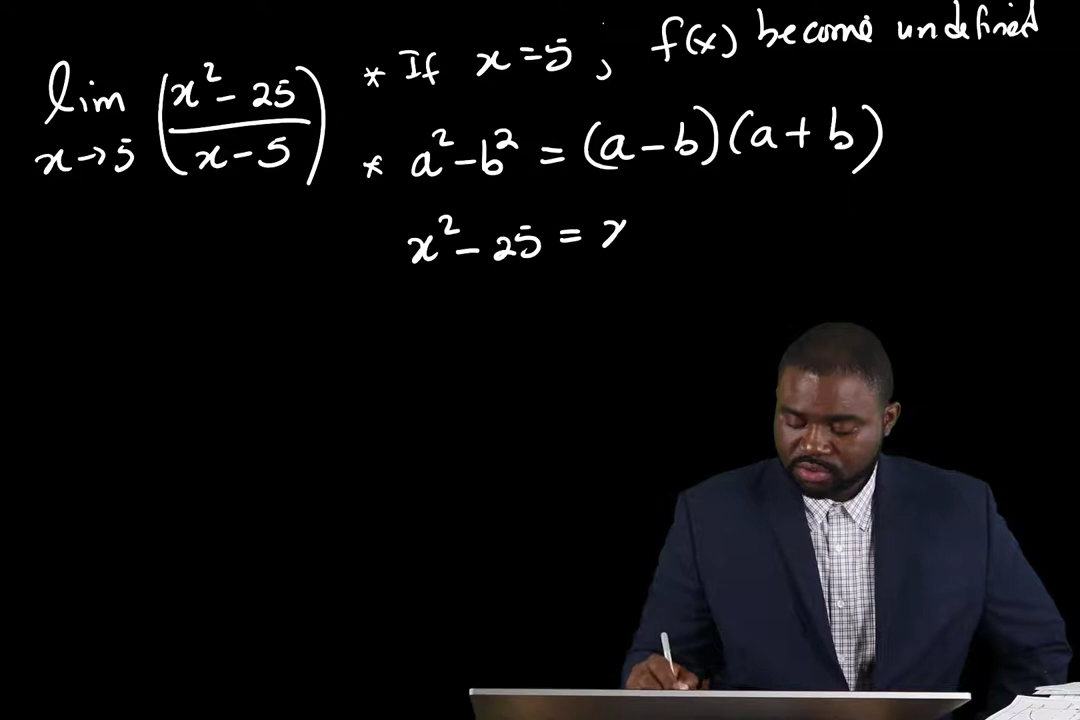 lim x→5 (x² - 25 / x - 5)
* If x = 5, f(x) become undefined
* a² - b² = (a - b)(a + b)
x² - 25 = x